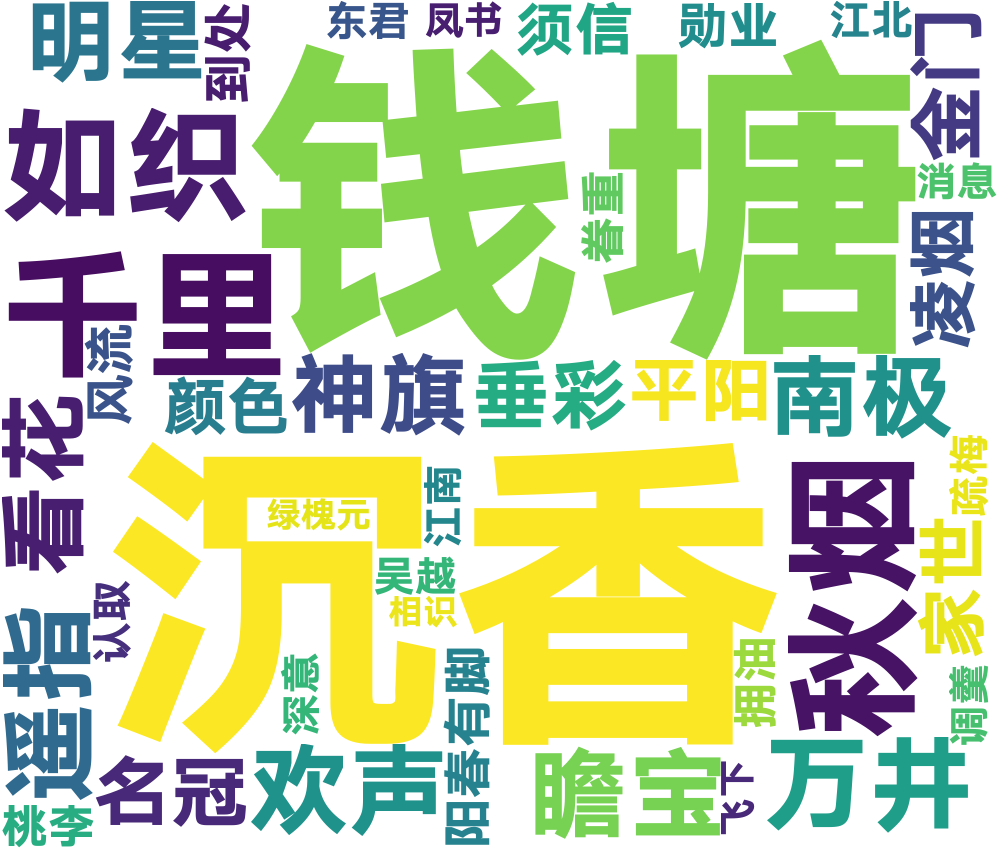 明星
到处
东君
凤书
须信
勋业
江北
金门
如织
钱塘
眷重
消息
凌烟
千里
风流
颜色
神旗
垂彩
平阳
南极
看花
沉香
绿槐元
江南
吴越
相识
秋烟
疏梅
家世
认取
遥指
深意
有脚
阳春
拥油
调羹
名冠
欢声
瞻宝
飞上
万井
桃李